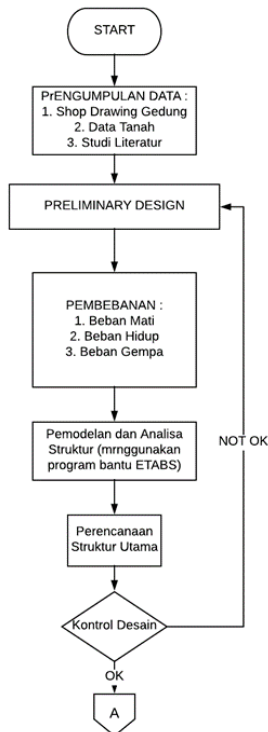 START
PrENGUMPULAN DATA :
1. Shop Drawing Gedung
2. Data Tanah
3. Studi Literatur
PRELIMINARY DESIGN
PEMBEBANAN :
1. Beban Mati
2. Beban Hidup
3. Beban Gempa
Pemodelan dan Analisa
Struktur (mrnggunakan
program bantu ETABS)
NOT OK
Perencanaan
Struktur Utama
Kontrol Desain
OK
A